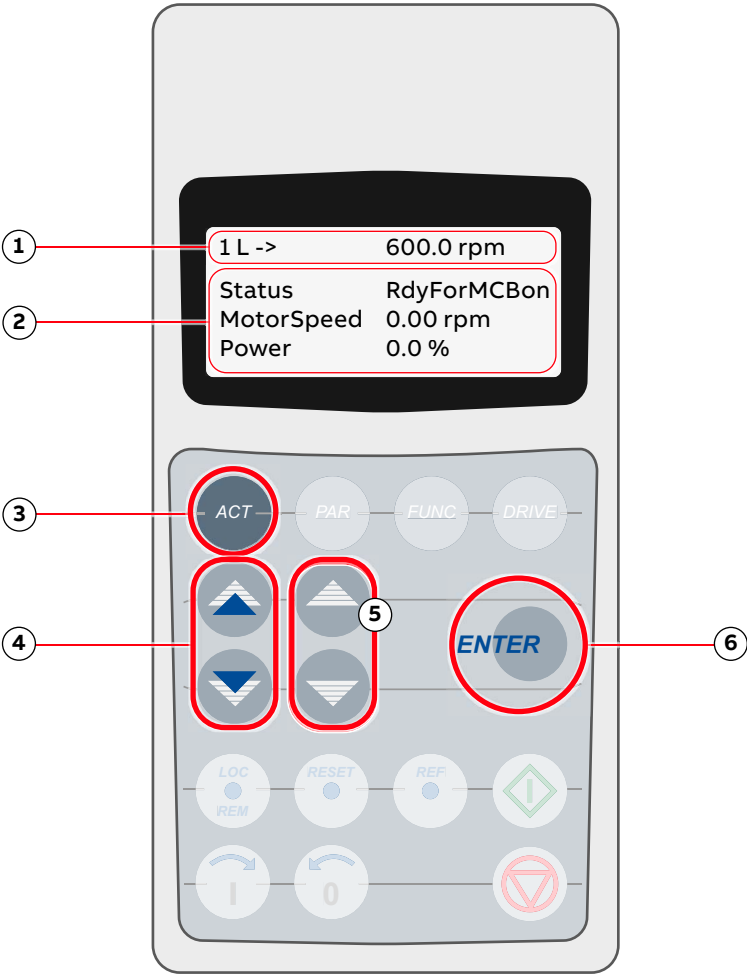 1 1 L -> 600.0 rpm
2 Status RdyForMCBon
MotorSpeed 0.00 rpm
Power 0.0 %
3 ACT PAR FUNC DRIVE
5
4 ENTER 6
LOC RESET REF
REM
I 0